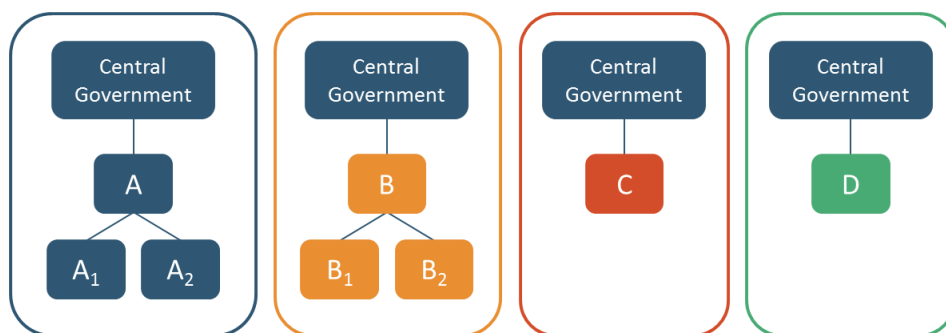 Central
Government
A
A1
A2
Central
Government
B
B1
B2
Central
Government
C
Central
Government
D